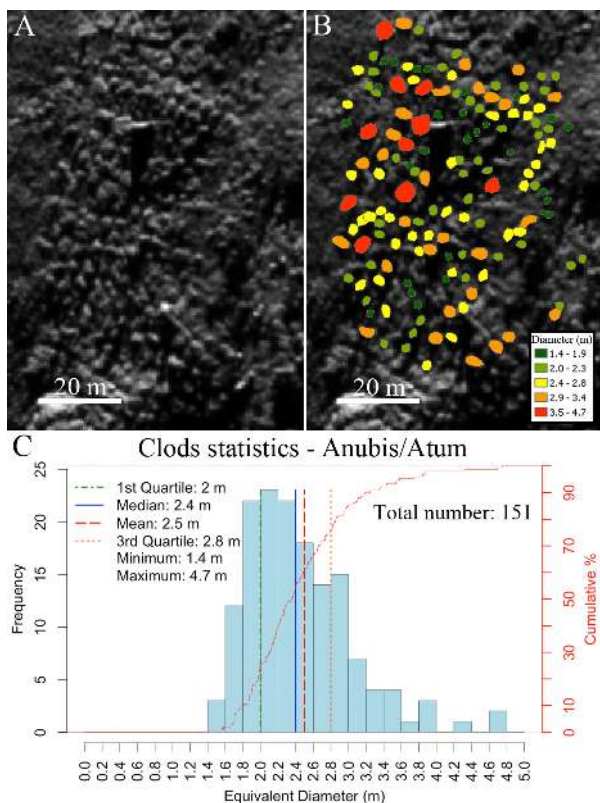 A
B
20 m
20 m
Diameter (m)
1.4 - 1.9
2.0 - 2.3
2.4 - 2.8
2.9 - 3.4
3.5 - 4.7
C
Clods statistics - Anubis/Atum
1st Quartile: 2 m
Median: 2.4 m
Mean: 2.5 m
3rd Quartile: 2.8 m
Minimum: 1.4 m
Maximum: 4.7 m
Total number: 151
Frequency
25
20
15
10
5
0
Cumulative %
90
70
50
30
10
0
0.0 0.2 0.4 0.6 0.8 1.0 1.2 1.4 1.6 1.8 2.0 2.2 2.4 2.6 2.8 3.0 3.2 3.4 3.6 3.8 4.0 4.2 4.4 4.6 4.8 5.0
Equivalent Diameter (m)